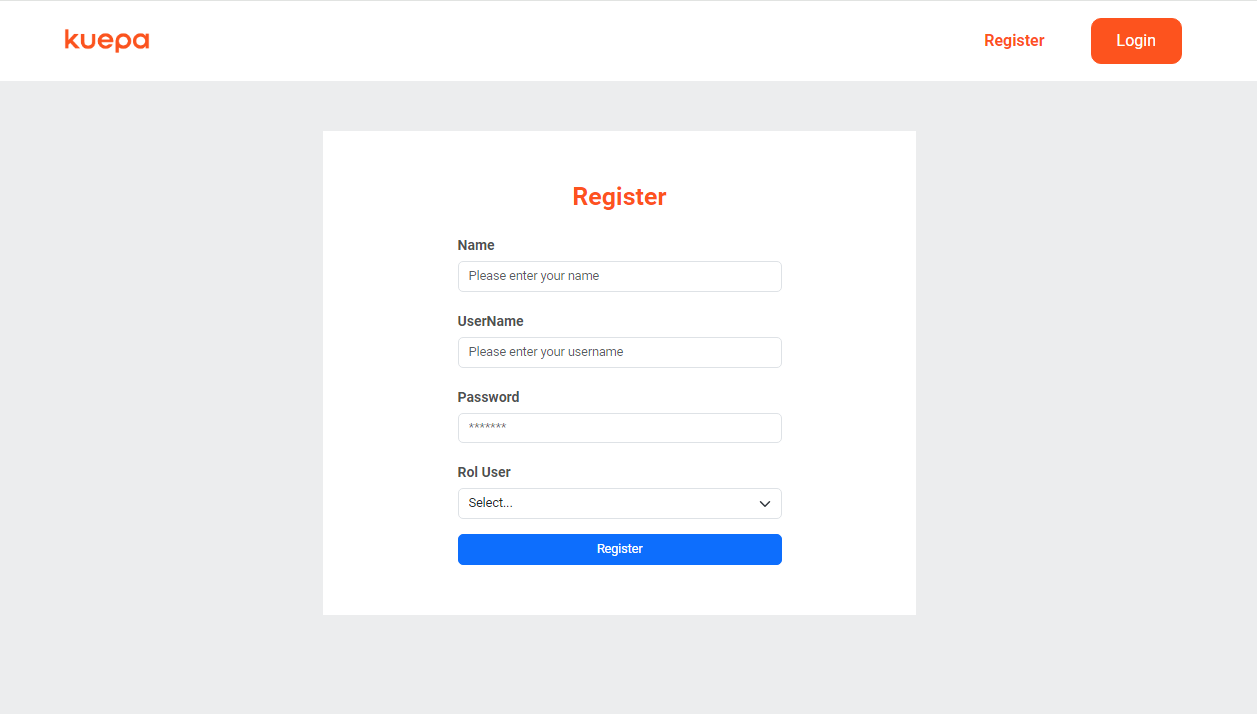 kuepa
Register
Login
Register
Name
Please enter your name
UserName
Please enter your username
Password
*******
Rol User
Select...
Register